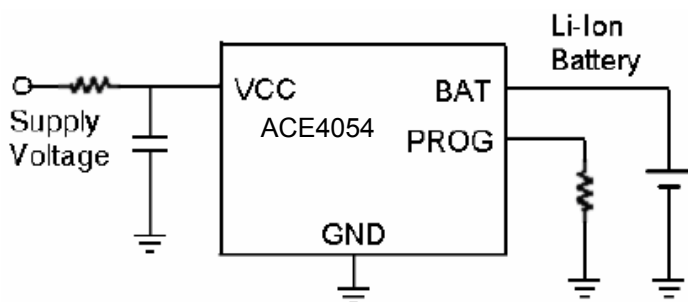 Li-Ion
Battery
Supply
Voltage
VCC
ACE4054
BAT
PROG
GND